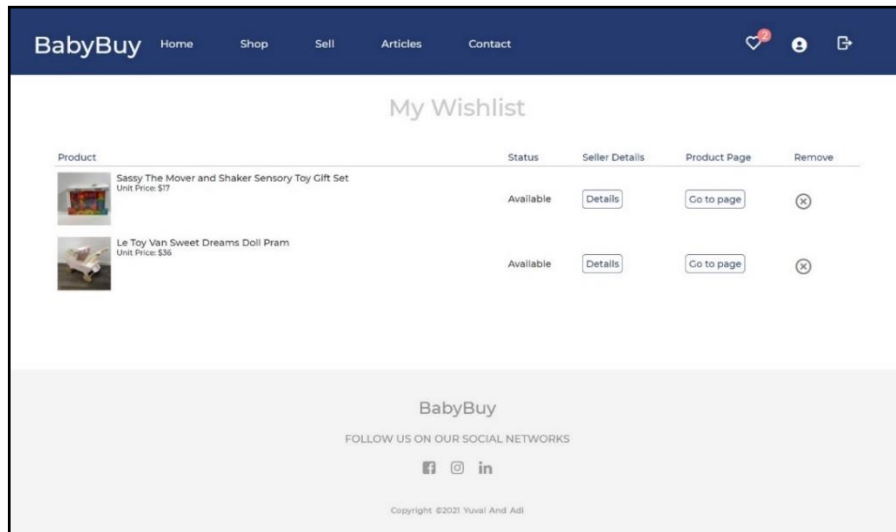 BabyBuy Home Shop Sell Articles Contact 2
My Wishlist
Product Status Seller Details Product Page Remove
Sassy The Mover and Shaker Sensory Toy Gift Set
Unit Price: $17
Available Details Go to page
Le Toy Van Sweet Dreams Doll Pram
Unit Price: $36
Available Details Go to page
BabyBuy
FOLLOW US ON OUR SOCIAL NETWORKS
Copyright ©2021 Yuval And Adi